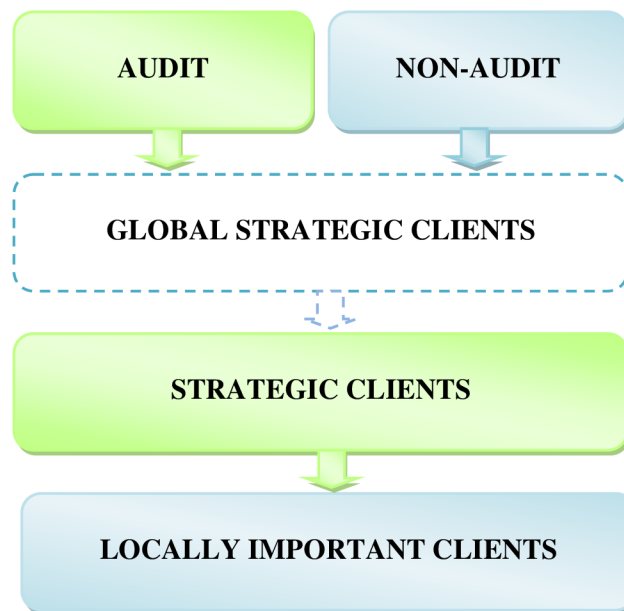 AUDIT
NON-AUDIT
GLOBAL STRATEGIC CLIENTS
STRATEGIC CLIENTS
LOCALLY IMPORTANT CLIENTS